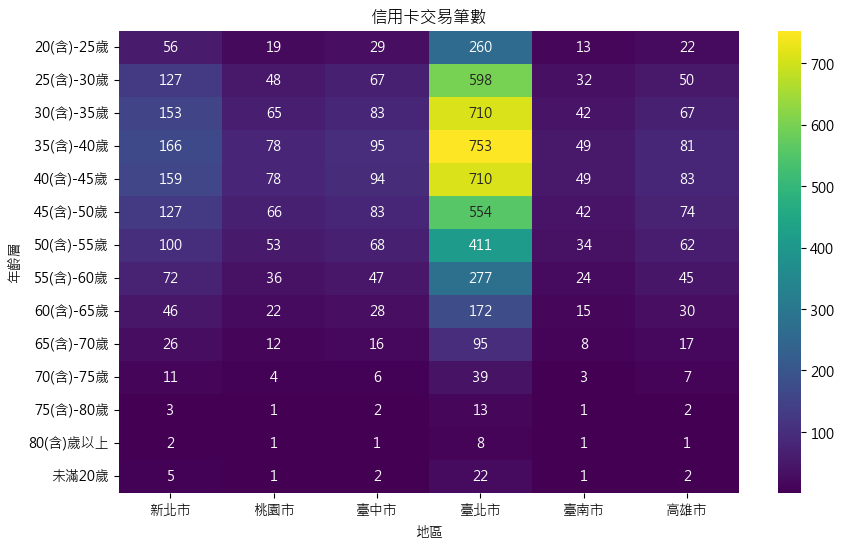 信用卡交易筆數
20(含)-25歲 56 19 29 260 13 22
25(含)-30歲 127 48 67 598 32 50
30(含)-35歲 153 65 83 710 42 67
35(含)-40歲 166 78 95 753 49 81
40(含)-45歲 159 78 94 710 49 83
45(含)-50歲 127 66 83 554 42 74
50(含)-55歲 100 53 68 411 34 62
55(含)-60歲 72 36 47 277 24 45
60(含)-65歲 46 22 28 172 15 30
65(含)-70歲 26 12 16 95 8 17
70(含)-75歲 11 4 6 39 3 7
75(含)-80歲 3 1 2 13 1 2
80(含)歲以上 2 1 1 8 1 1
未滿20歲 5 1 2 22 1 2
年齡層
新北市 桃園市 臺中市 臺北市 臺南市 高雄市
地區
700
600
500
400
300
200
100